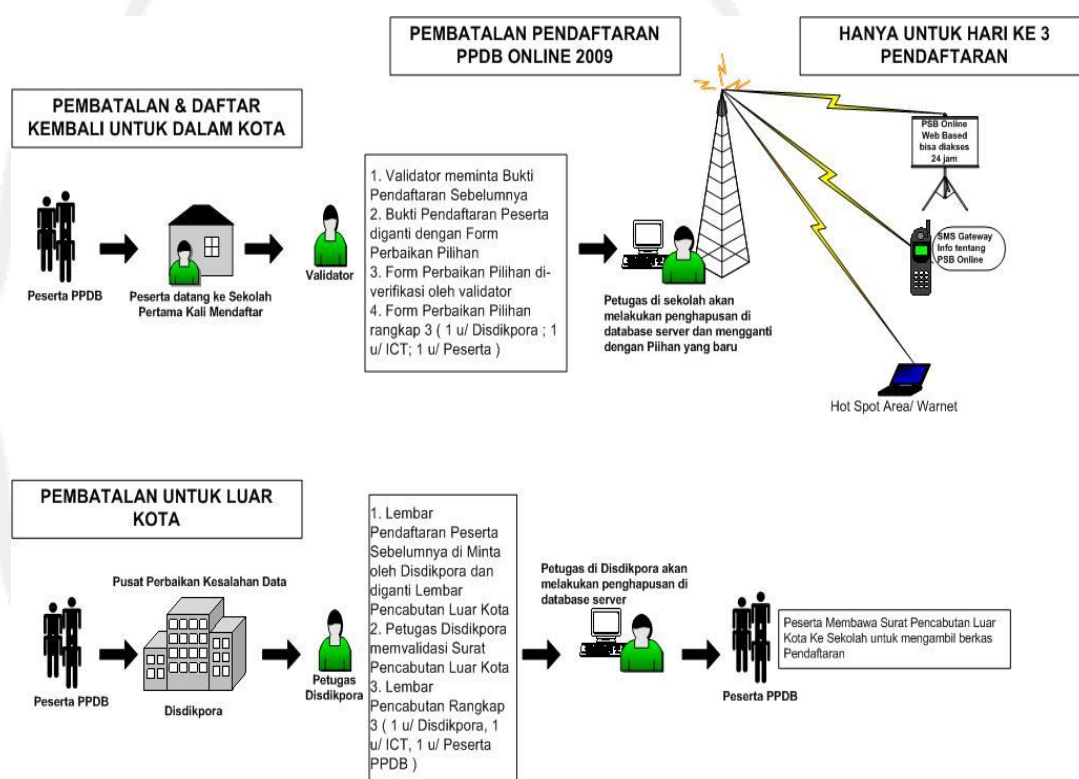 PEMBATALAN PENDAFTARAN
PPDB ONLINE 2009
HANYA UNTUK HARI KE 3
PENDAFTARAN
PEMBATALAN & DAFTAR
KEMBALI UNTUK DALAM KOTA
Peserta PPDB
Peserta datang ke Sekolah
Pertama Kali Mendaftar
Validator
1. Validator meminta Bukti
Pendaftaran Sebelumnya
2. Bukti Pendaftaran Peserta
diganti dengan Form
Perbaikan Pilihan
3. Form Perbaikan Pilihan di-
verifikasi oleh validator
4. Form Perbaikan Pilihan
rangkap 3 ( 1 u/ Disdikpora ; 1
u/ ICT; 1 u/ Peserta )
Petugas di sekolah akan
melakukan penghapusan di
database server dan mengganti
dengan Piihan yang baru
PSB Online
Web Based
bisa diakses
24 jam
SMS Gateway
Info tentang
PSB Online
Hot Spot Area/ Warnet
PEMBATALAN UNTUK LUAR
KOTA
Peserta PPDB
Pusat Perbaikan Kesalahan Data
Disdikpora
Petugas
Disdikpora
1. Lembar
Pendaftaran Peserta
Sebelumnya di Minta
oleh Disdikpora dan
diganti Lembar
Pencabutan Luar Kota
2. Petugas Disdikpora
memvalidasi Surat
Pencabutan Luar Kota
3. Lembar
Pencabutan Rangkap
3 ( 1 u/ Disdikpora, 1
u/ ICT, 1 u/ Peserta
PPDB )
Petugas di Disdikpora akan
melakukan penghapusan di
database server
Peserta PPDB
Peserta Membawa Surat Pencabutan Luar
Kota Ke Sekolah untuk mengambil berkas
Pendaftaran